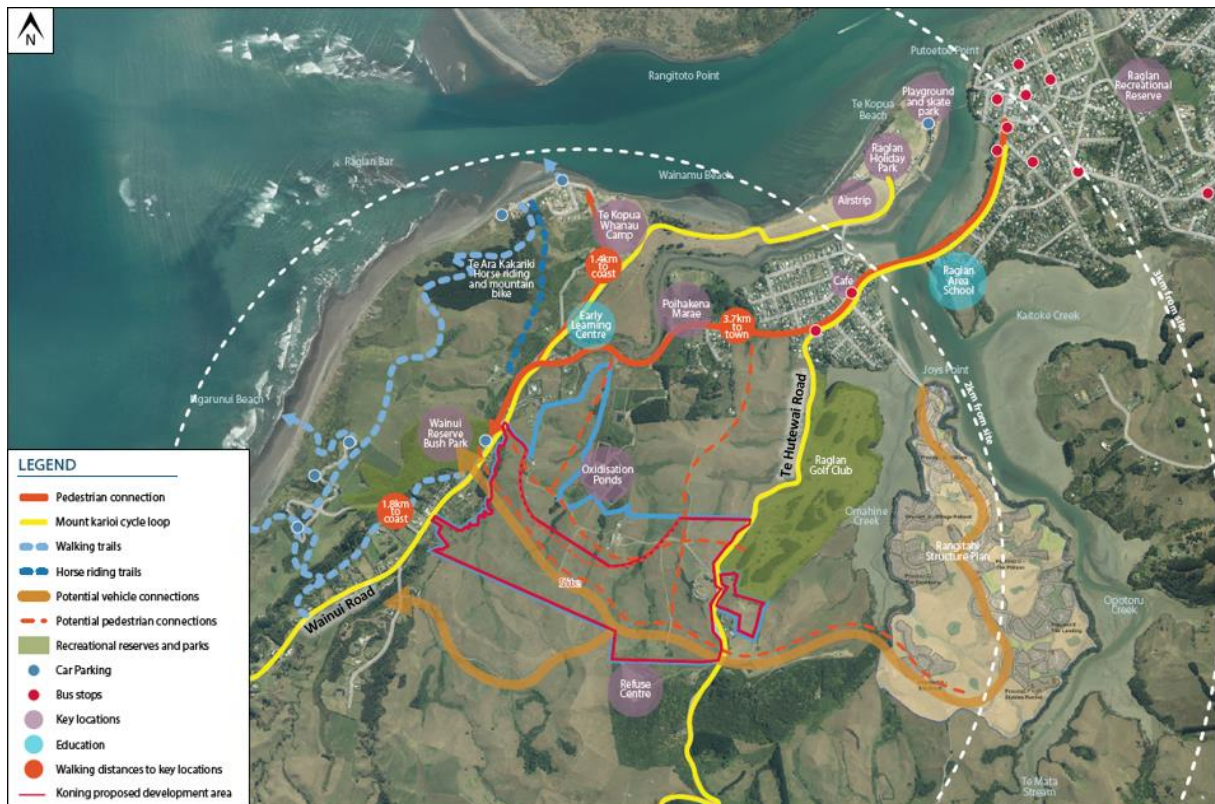 N
Putoetoe Point
Rangitoto Point
Raglan
Recreational
Reserve
Te Kopua
Beach
Playground
and skate
park
Raglan Bar
Wainamu Beach
Raglan
Holiday
Park
Airstrip
Te Kopua
Whanau
Camp
3km from site
Te Ara Kakariki
Horse riding
and mountain
bike
1.4km
to
coast
Raglan Area
School
Cafe
Early
Learning
Centre
Poihakena
Marae
3.7km
to
town
Kaitoke Creek
Joys Point
Ngarunui Beach
Wainui
Reserve
Bush Park
Te Hutewai Road
2km from site
Oxidisation
Ponds
Raglan
Golf Club
1.8km
to
coast
Omahine
Creek
Rangitahi
Structure Plan
Site
Opotoru
Creek
Wainui Road
Refuse
Centre
Te Mata
Stream
LEGEND
Pedestrian connection
Mount karioi cycle loop
Walking trails
Horse riding trails
Potential vehicle connections
Potential pedestrian connections
Recreational reserves and parks
Car Parking
Bus stops
Key locations
Education
Walking distances to key locations
Koning proposed development area